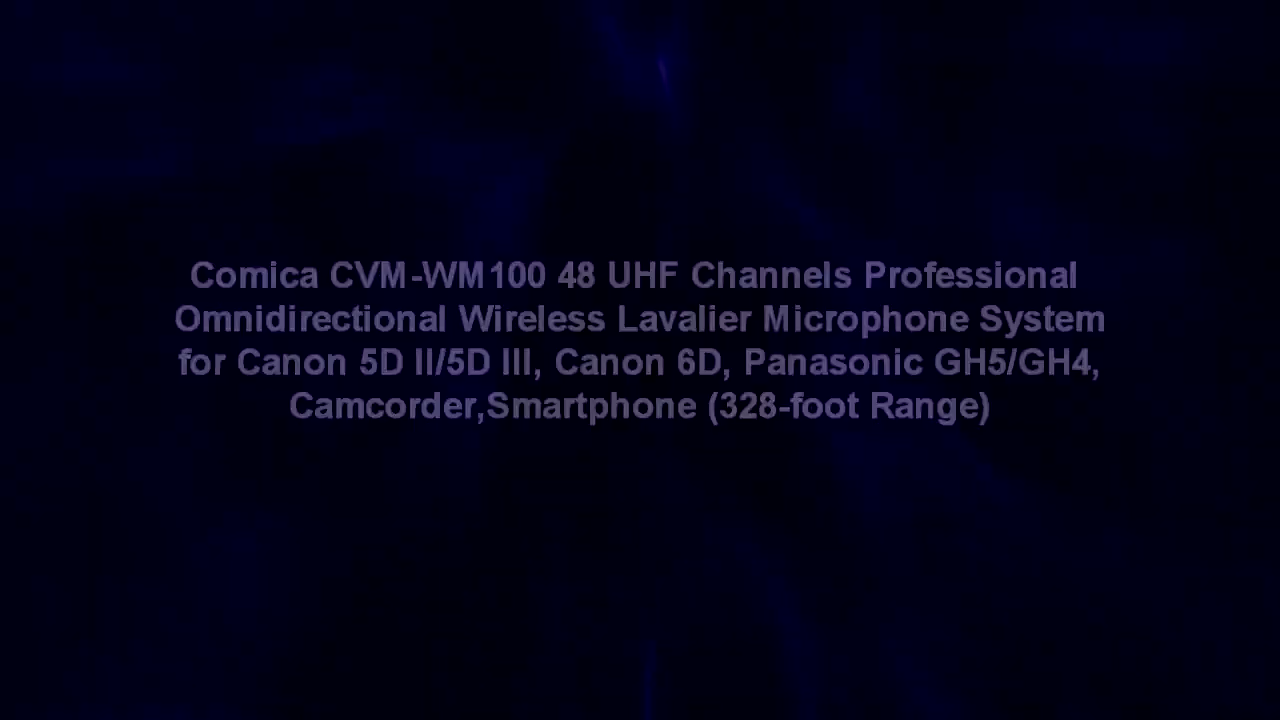 Comica CVM-WM100 48 UHF Channels Professional
Omnidirectional Wireless Lavalier Microphone System
for Canon 5D II/5D III, Canon 6D, Panasonic GH5/GH4,
Camcorder,Smartphone (328-foot Range)